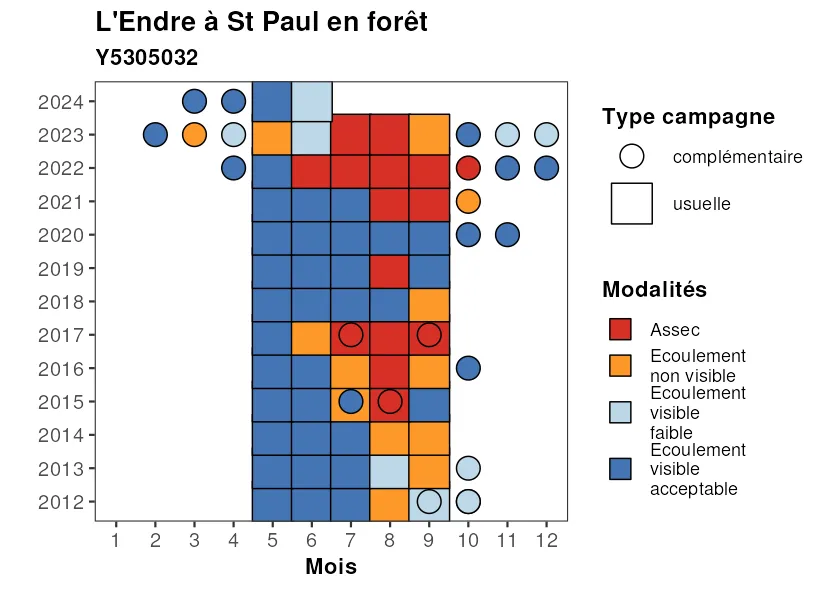 L'Endre à St Paul en forêt
Y5305032
2024
2023
2022
2021
2020
2019
2018
2017
2016
2015
2014
2013
2012
1 2 3 4 5 6 7 8 9 10 11 12
Mois
Type campagne
complémentaire
usuelle
Modalités
Assec
Ecoulement
non visible
Ecoulement
visible
faible
Ecoulement
visible
acceptable